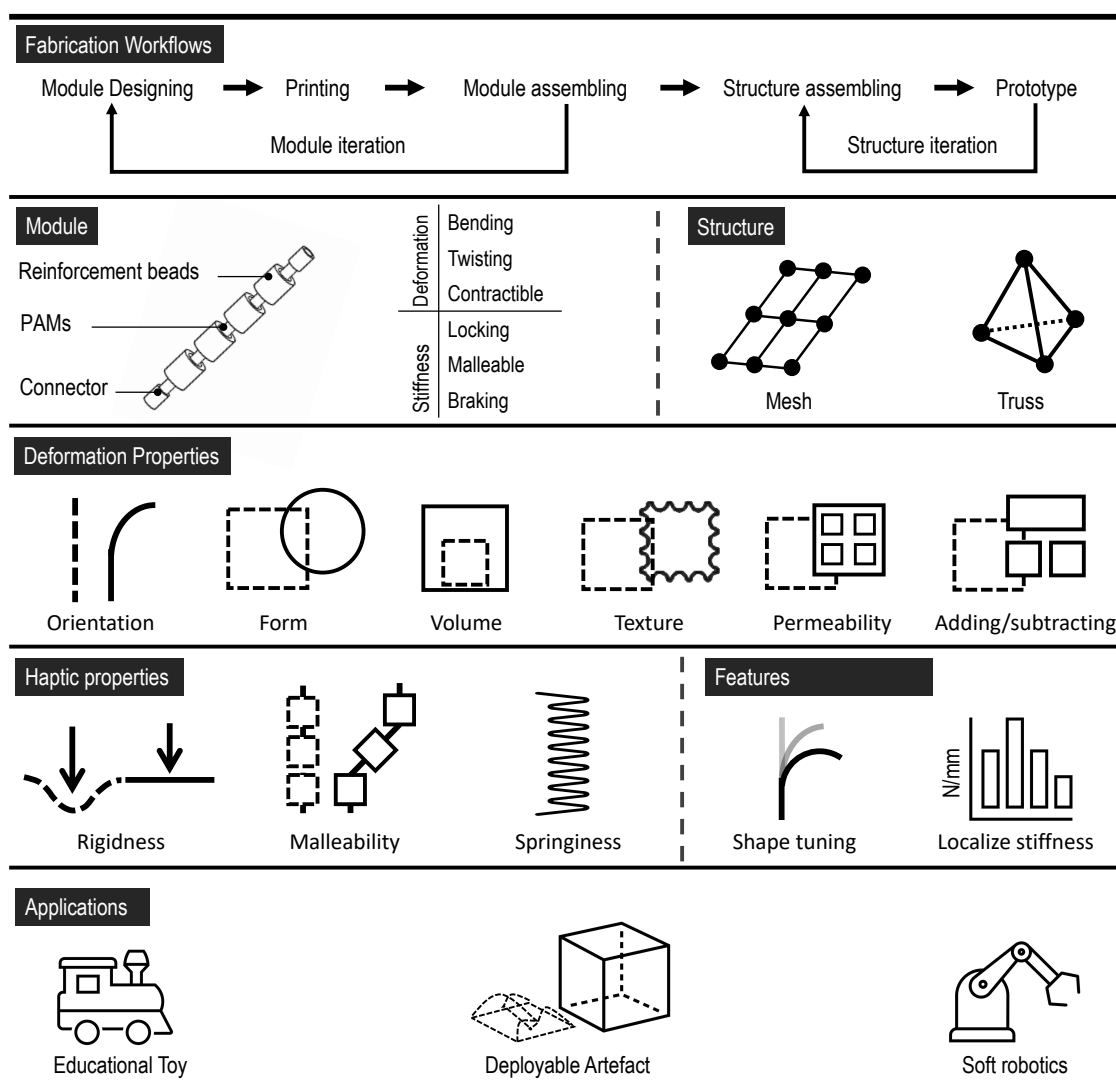 Fabrication Workflows
Module Designing Printing Module assembling Structure assembling Prototype
Module iteration Structure iteration
Module
Reinforcement beads
PAMs
Connector
Deformation
Bending
Twisting
Contractible
Stiffness
Locking
Malleable
Braking
Structure
Mesh Truss
Deformation Properties
Orientation Form Volume Texture Permeability Adding/subtracting
Haptic properties
Rigidness Malleability Springiness
Features
N/mm
Shape tuning Localize stiffness
Applications
Educational Toy Deployable Artefact Soft robotics